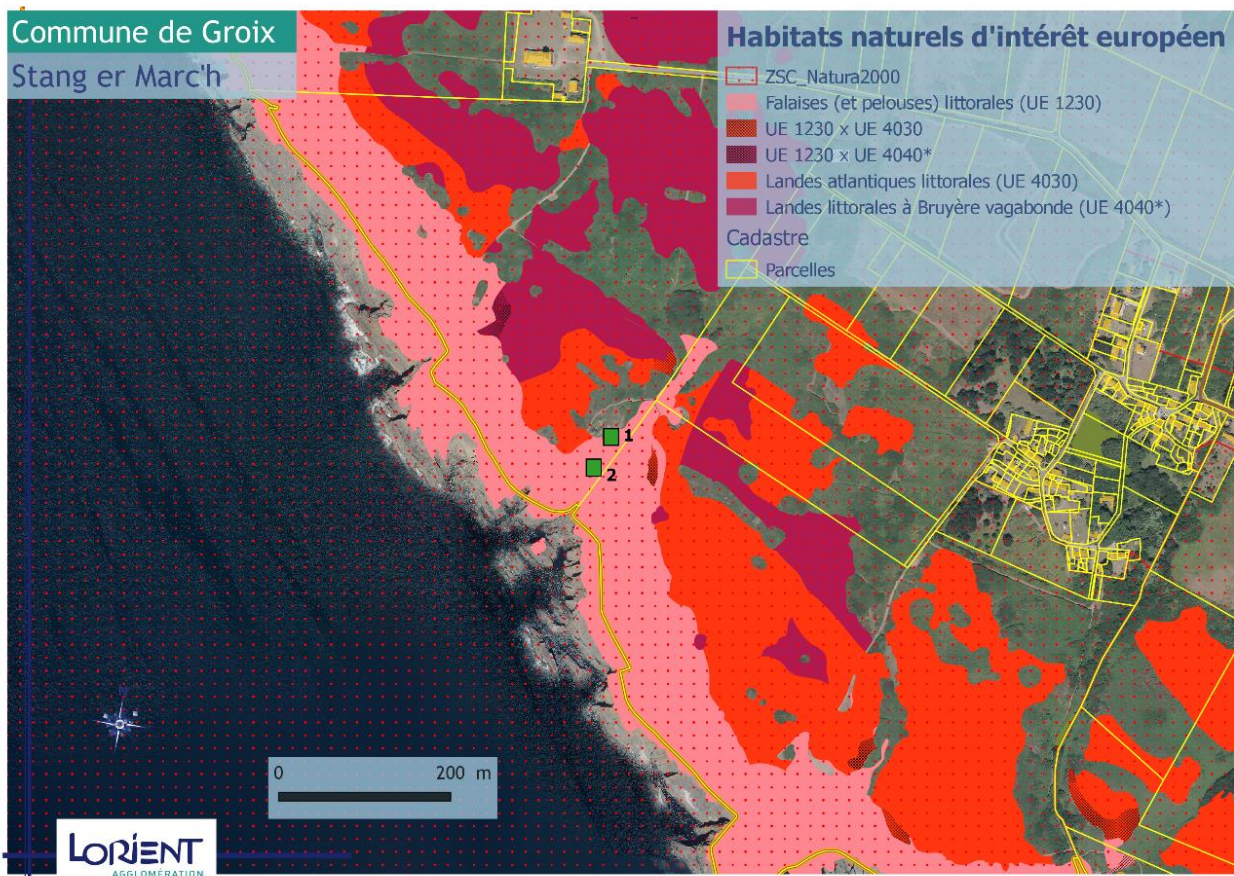 Commune de Groix
Stang er Marc'h
Habitats naturels d'intérêt européen
ZSC_Natura2000
Falaises (et pelouses) littorales (UE 1230)
UE 1230 x UE 4030
UE 1230 x UE 4040*
Landes atlantiques littorales (UE 4030)
Landes littorales à Bruyère vagabonde (UE 4040*)
Cadastre
Parcelles
1
2
0 200 m
LORIENT
AGGLOMÉRATION